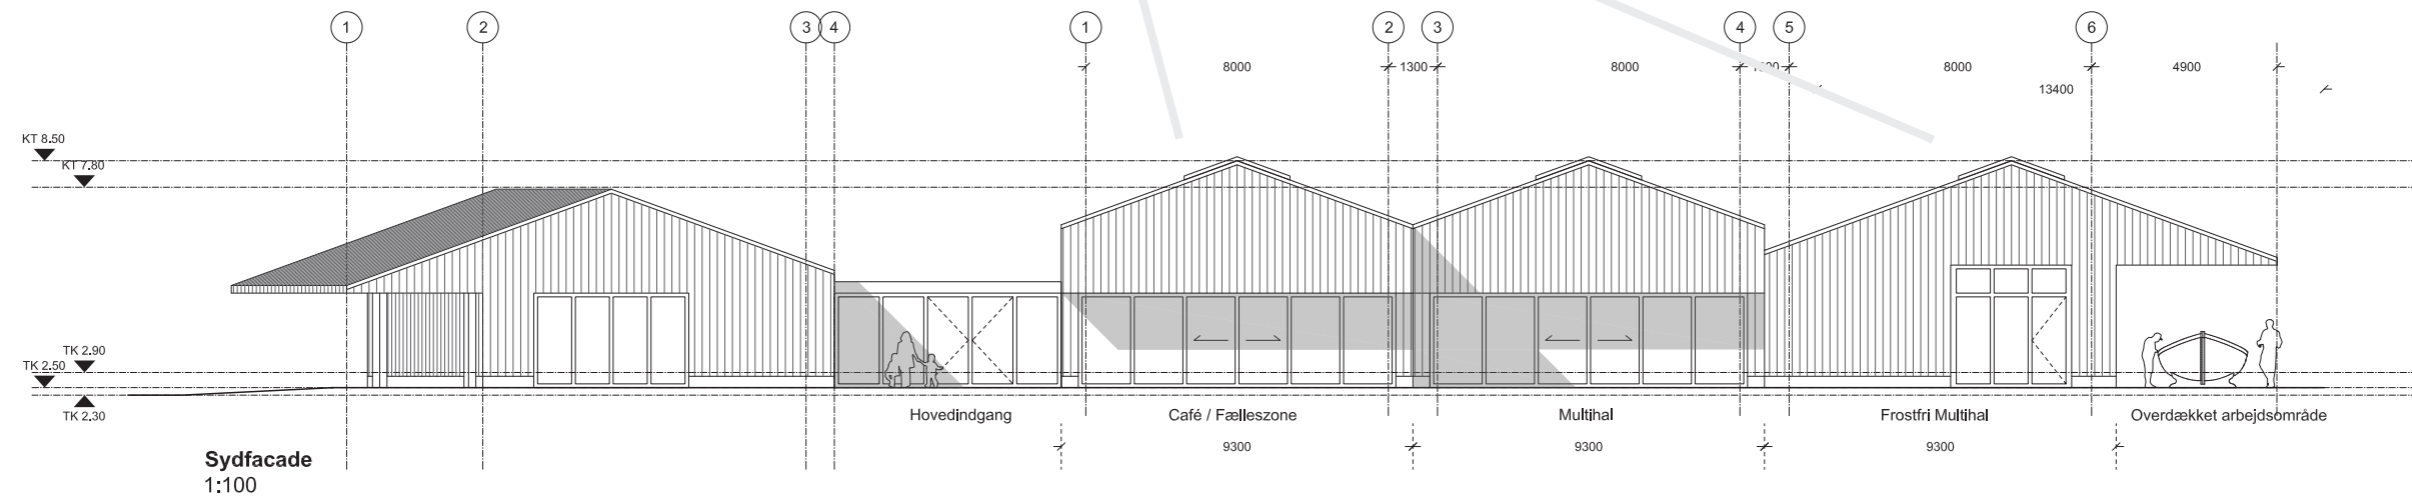 1 2 3 4 1 2 3 4 5 6
8000 1300 8000 8000 4900
13400
KT 8.50
KT 7.80
TK 2.90
TK 2.50
TK 2.30
Hovedindgang Café / Fælleszone Multihal Frostfri Multihal Overdækket arbejdsområde
9300 9300 9300
Sydfacade
1:100